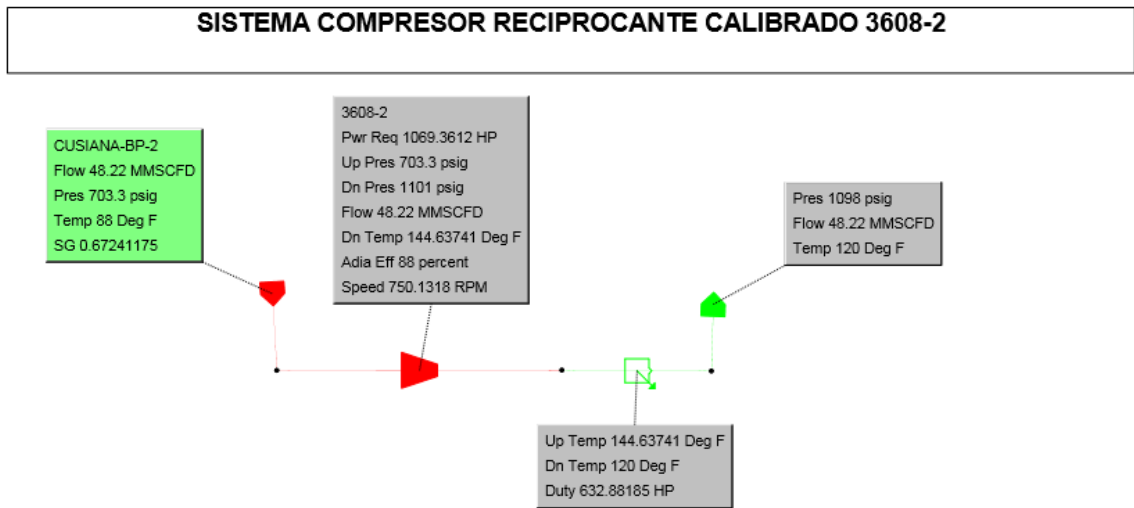 SISTEMA COMPRESOR RECIPROCANTE CALIBRADO 3608-2
CUSIANA-BP-2
Flow 48.22 MMSCFD
Pres 703.3 psig
Temp 88 Deg F
SG 0.67241175
3608-2
Pwr Req 1069.3612 HP
Up Pres 703.3 psig
Dn Pres 1101 psig
Flow 48.22 MMSCFD
Dn Temp 144.63741 Deg F
Adia Eff 88 percent
Speed 750.1318 RPM
Pres 1098 psig
Flow 48.22 MMSCFD
Temp 120 Deg F
Up Temp 144.63741 Deg F
Dn Temp 120 Deg F
Duty 632.88185 HP